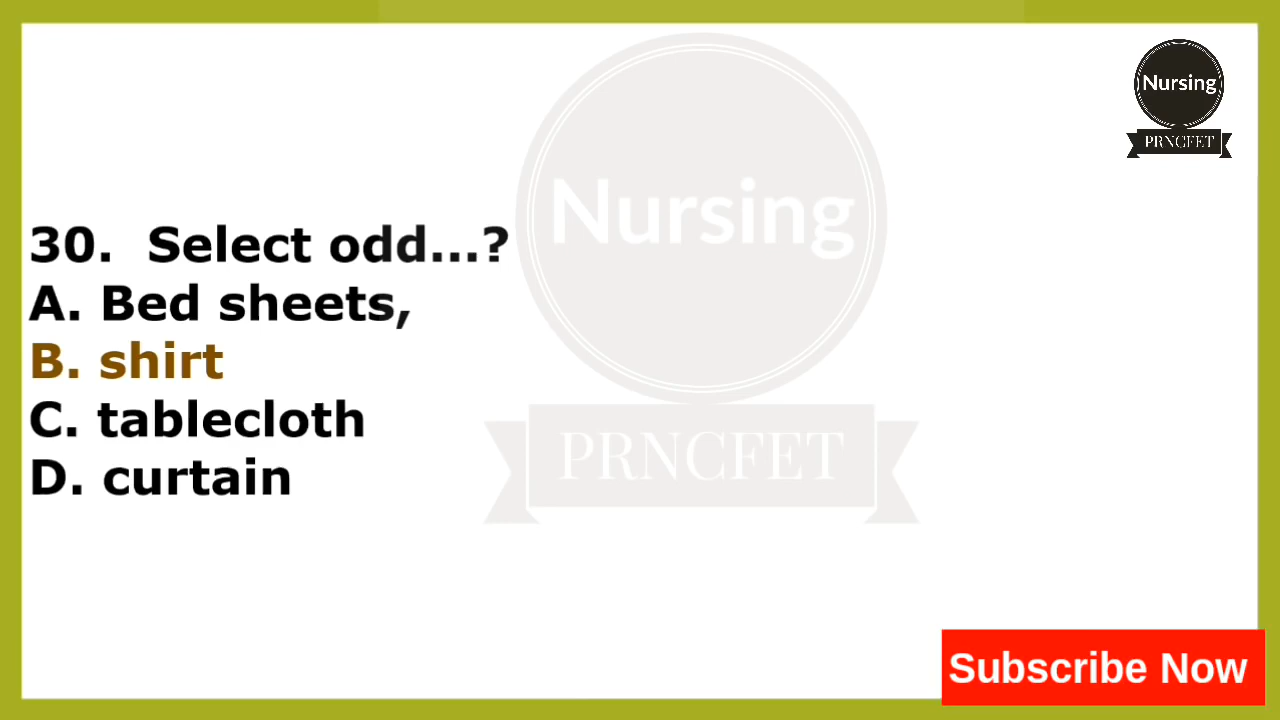 Nursing
PRNCFET
Nursing
PRNCFET
30. Select odd...?
A. Bed sheets,
B. shirt
C. tablecloth
D. curtain
Subscribe Now